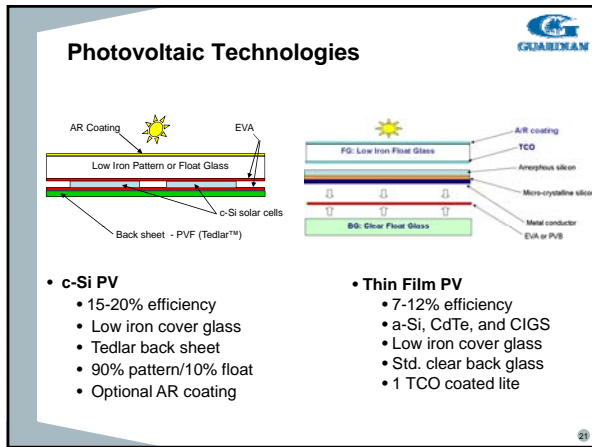 Photovoltaic Technologies
GUARDIAN
AR Coating
EVA
Low Iron Pattern or Float Glass
c-Si solar cells
Back sheet - PVF (Tedlar™)
A/R coating
FG: Low Iron Float Glass
TCO
Amorphous silicon
Micro-crystalline silicon
Metal conductor
EVA or PVB
BG: Clear Float Glass
• c-Si PV
• 15-20% efficiency
• Low iron cover glass
• Tedlar back sheet
• 90% pattern/10% float
• Optional AR coating
• Thin Film PV
• 7-12% efficiency
• a-Si, CdTe, and CIGS
• Low iron cover glass
• Std. clear back glass
• 1 TCO coated lite
21